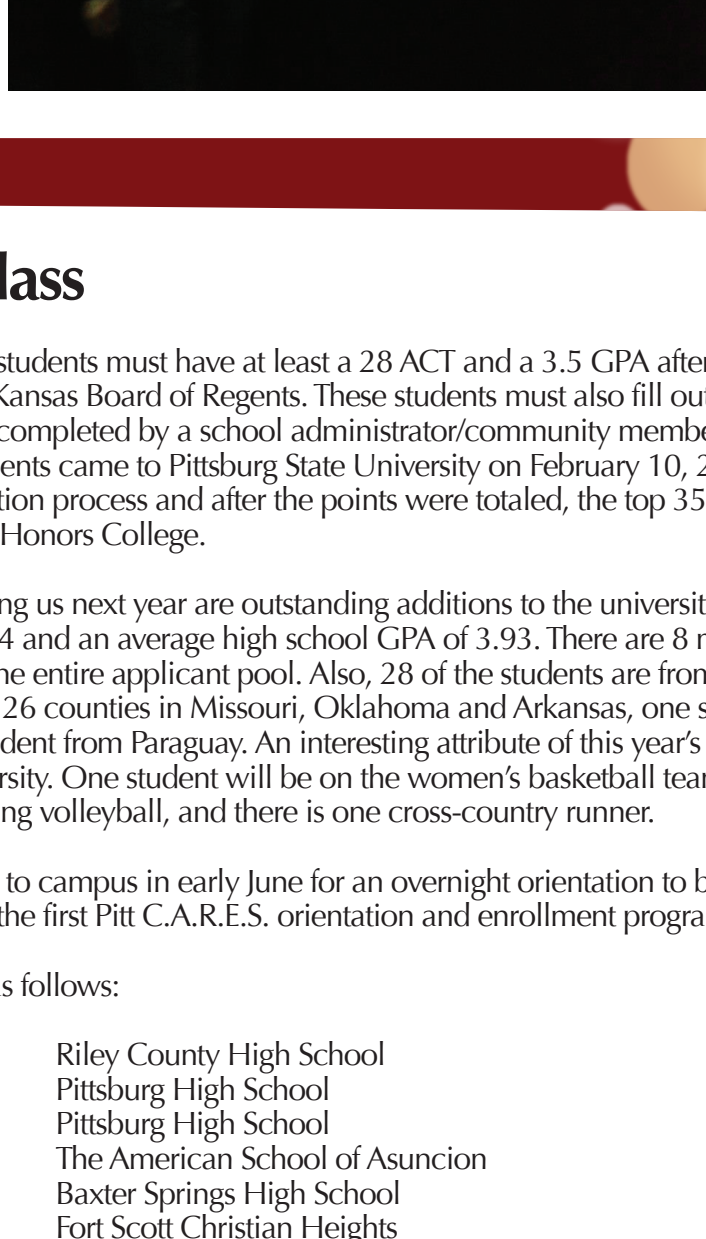 lass
students must have at least a 28 ACT and a 3.5 GPA after
Kansas Board of Regents. These students must also fill out
completed by a school administrator/community membe
ents came to Pittsburg State University on February 10, 2
tion process and after the points were totaled, the top 35
Honors College.
ng us next year are outstanding additions to the universit
4 and an average high school GPA of 3.93. There are 8 n
he entire applicant pool. Also, 28 of the students are from
26 counties in Missouri, Oklahoma and Arkansas, one s
dent from Paraguay. An interesting attribute of this year’s
rsity. One student will be on the women’s basketball team
ng volleyball, and there is one cross-country runner.
to campus in early June for an overnight orientation to b
the first Pitt C.A.R.E.S. orientation and enrollment progra
s follows:
Riley County High School
Pittsburg High School
Pittsburg High School
The American School of Asuncion
Baxter Springs High School
Fort Scott Christian Heights